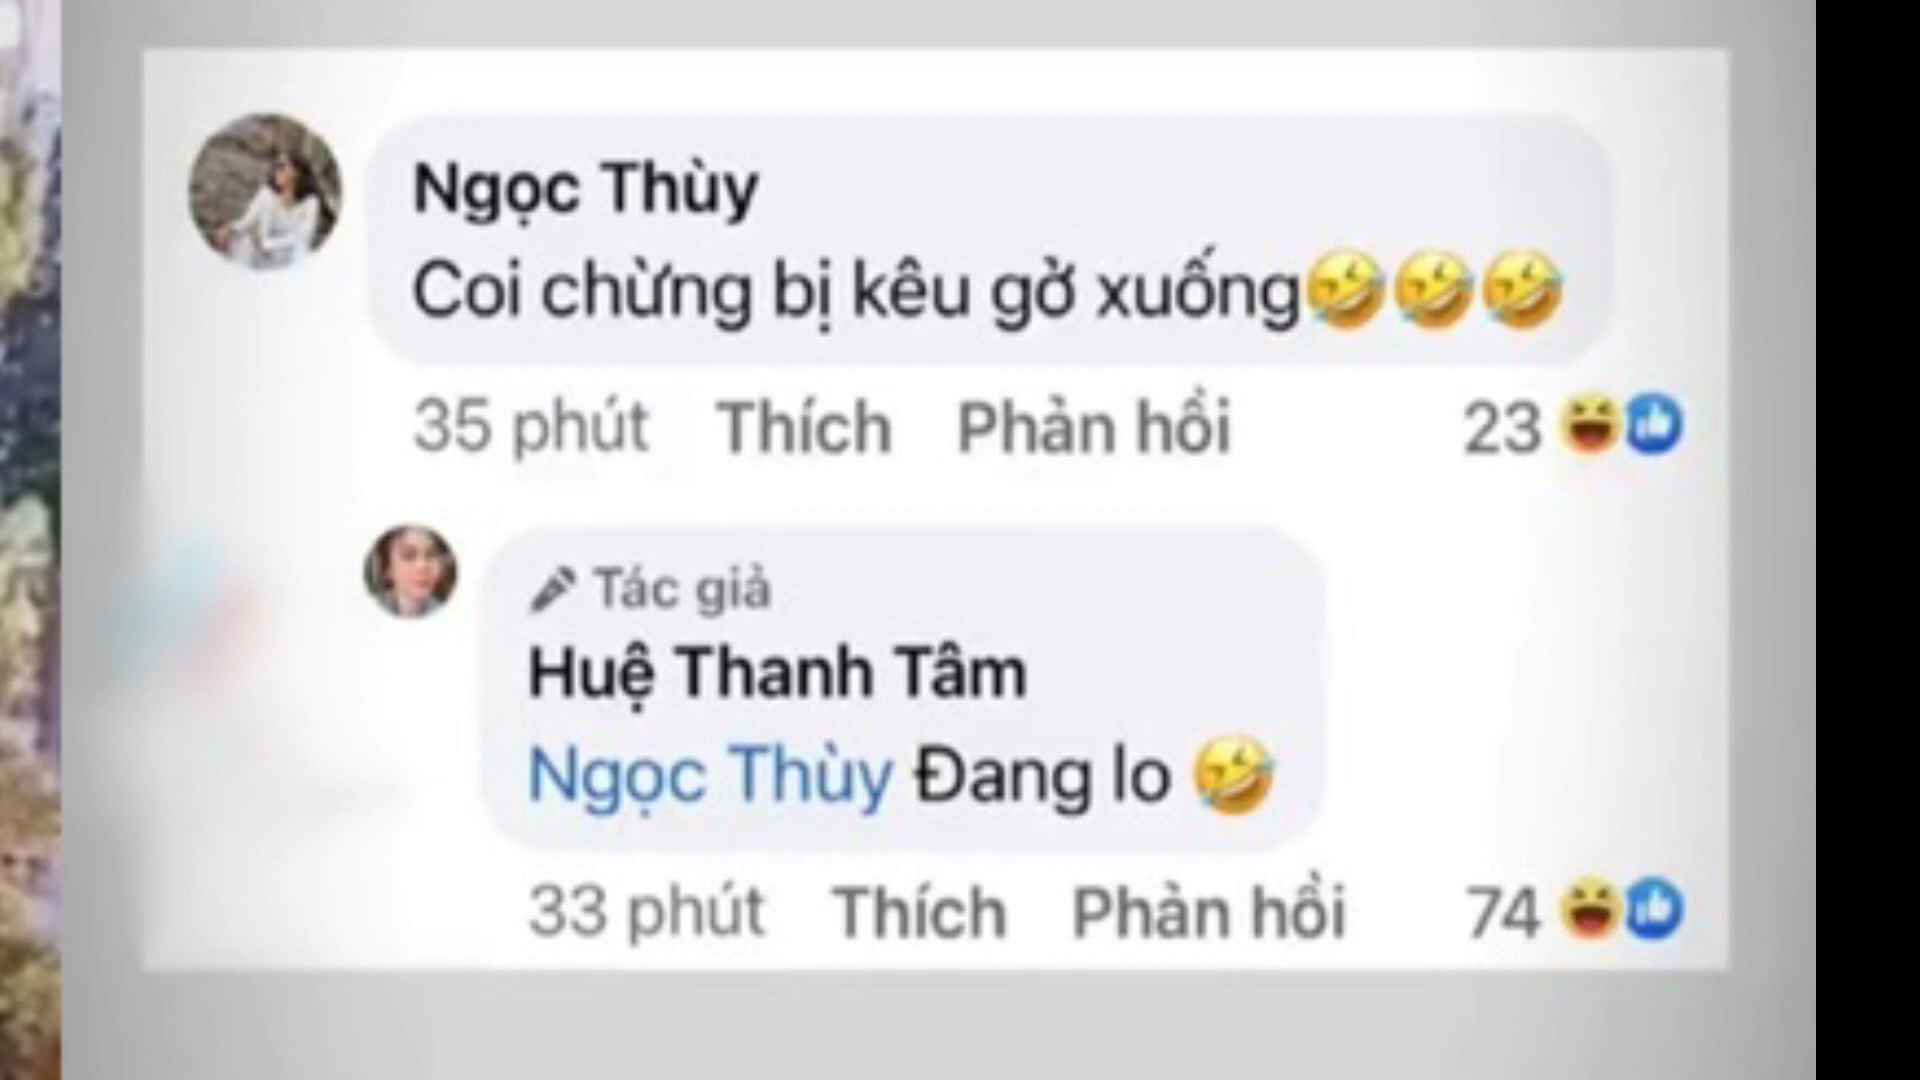 Ngọc Thùy
Coi chừng bị kêu gở xuống🤣🤣🤣
35 phút Thích Phản hồi 23
Tác giả
Huệ Thanh Tâm
Ngọc Thùy Đang lo 🤣
33 phút Thích Phản hồi 74